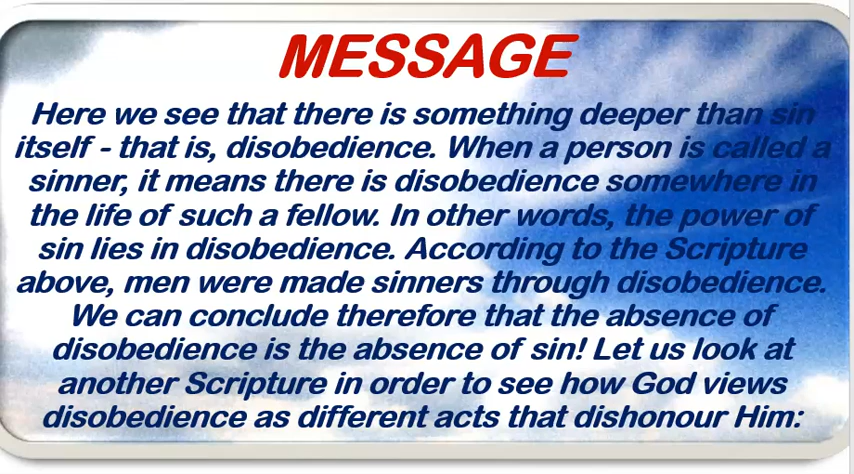 MESSAGE
Here we see that there is something deeper than sin
itself - that is, disobedience. When a person is called a
sinner, it means there is disobedience somewhere in
the life of such a fellow. In other words, the power of
sin lies in disobedience. According to the Scripture
above, men were made sinners through disobedience.
We can conclude therefore that the absence of
disobedience is the absence of sin! Let us look at
another Scripture in order to see how God views
disobedience as different acts that dishonour Him: